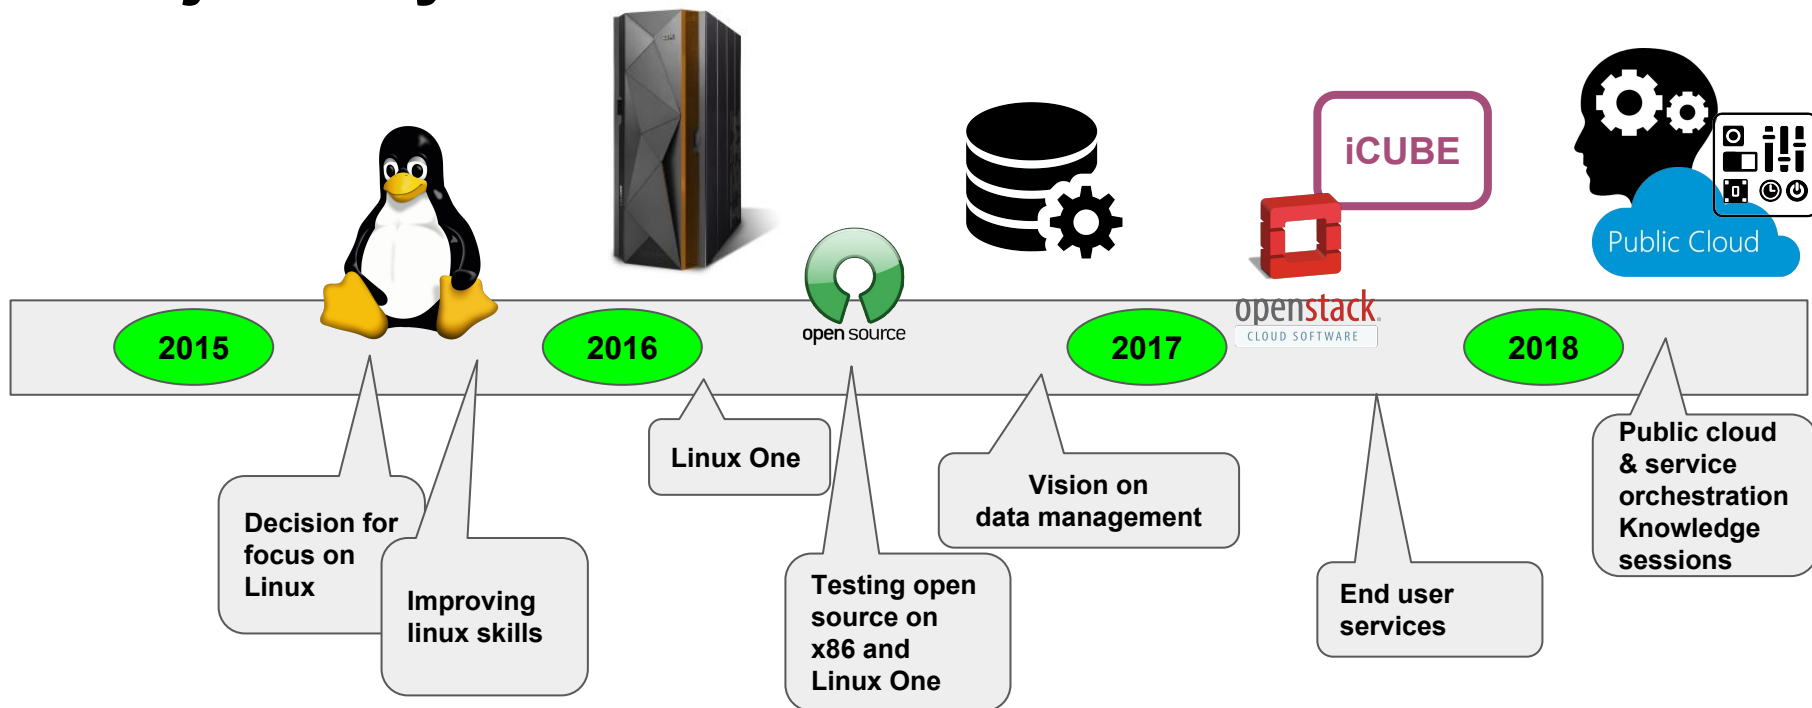 iCUBE
Public Cloud
open source
openstack.
CLOUD SOFTWARE
2015
2016
2017
2018
Decision for
focus on
Linux
Improving
linux skills
Linux One
Testing open
source on
x86 and
Linux One
Vision on
data management
End user
services
Public cloud
& service
orchestration
Knowledge
sessions